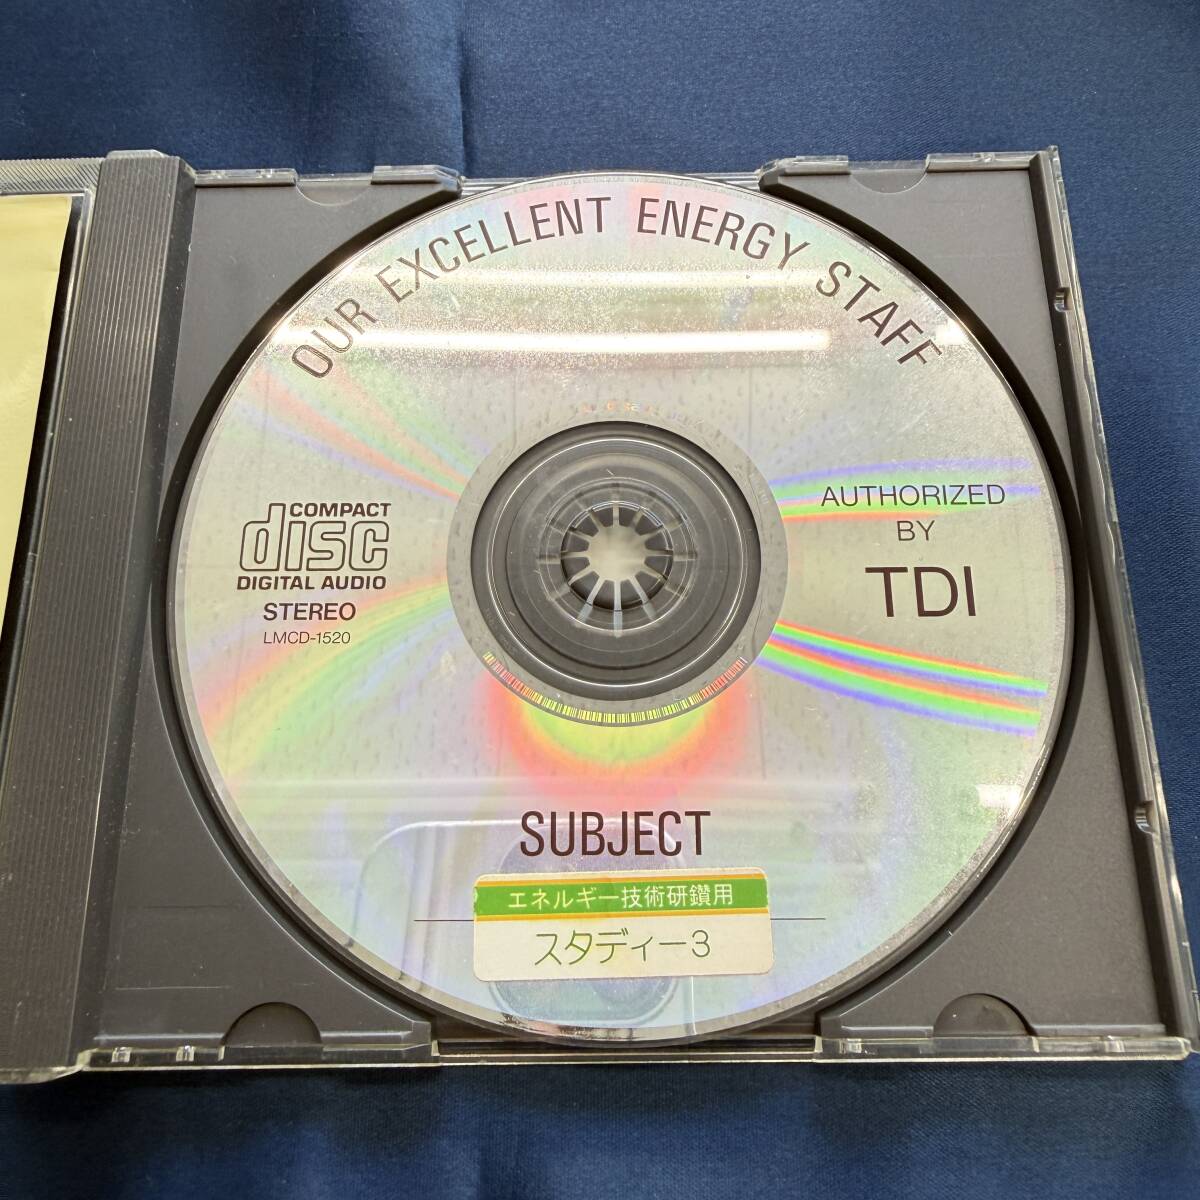 OUR EXCELLENT ENERGY STAFF
COMPACT
disc
DIGITAL AUDIO
STEREO
LMCD-1520
AUTHORIZED
BY
TDI
SUBJECT
エネルギー技術研鑽用
スタディー3